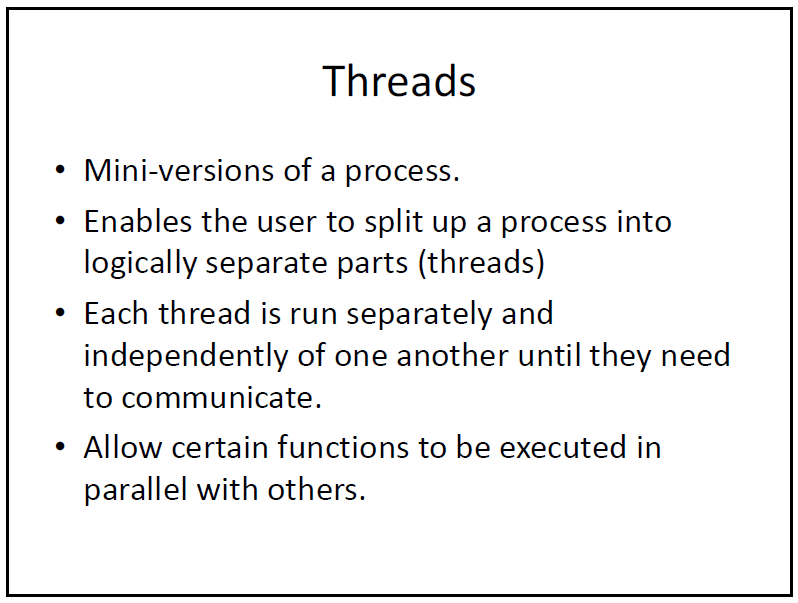 Threads
• Mini-versions of a process.
• Enables the user to split up a process into
logically separate parts (threads)
• Each thread is run separately and
independently of one another until they need
to communicate.
• Allow certain functions to be executed in
parallel with others.